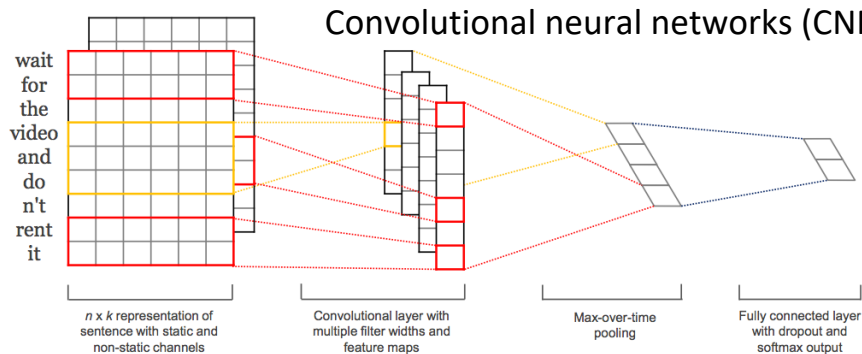 Convolutional neural networks (CNN
wait
for
the
video
and
do
n't
rent
it
n x k representation of
sentence with static and
non-static channels
Convolutional layer with
multiple filter widths and
feature maps
Max-over-time
pooling
Fully connected layer
with dropout and
softmax output